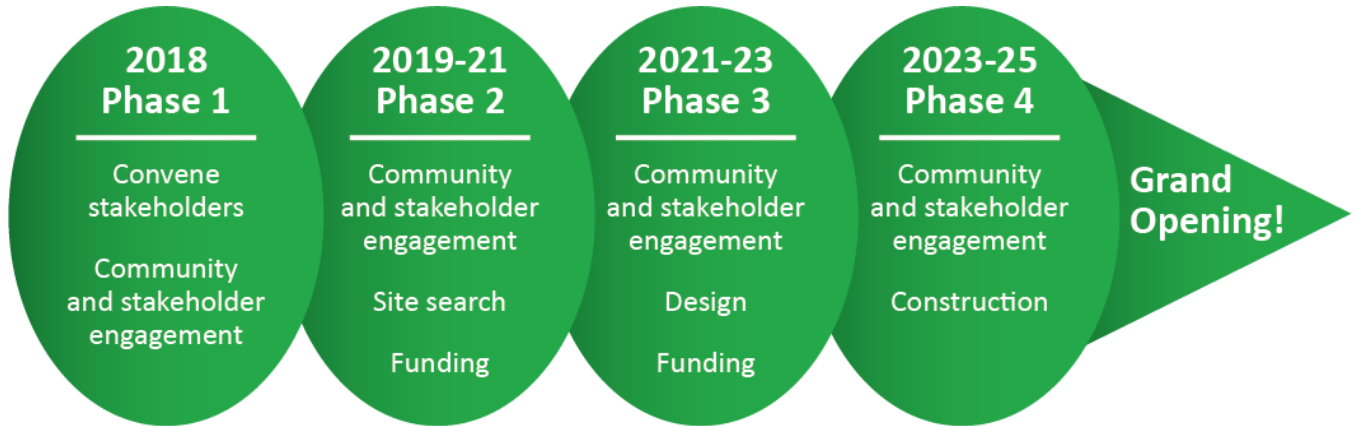 2018
Phase 1
Convene
stakeholders
Community
and stakeholder
engagement
2019-21
Phase 2
Community
and stakeholder
engagement
Site search
Funding
2021-23
Phase 3
Community
and stakeholder
engagement
Design
Funding
2023-25
Phase 4
Community
and stakeholder
engagement
Construction
Grand
Opening!